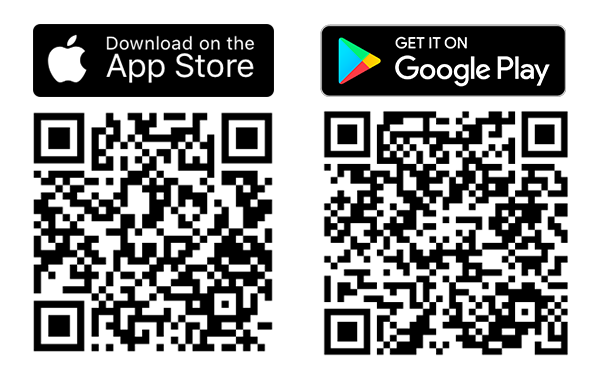 Download on the
App Store
GET IT ON
Google Play